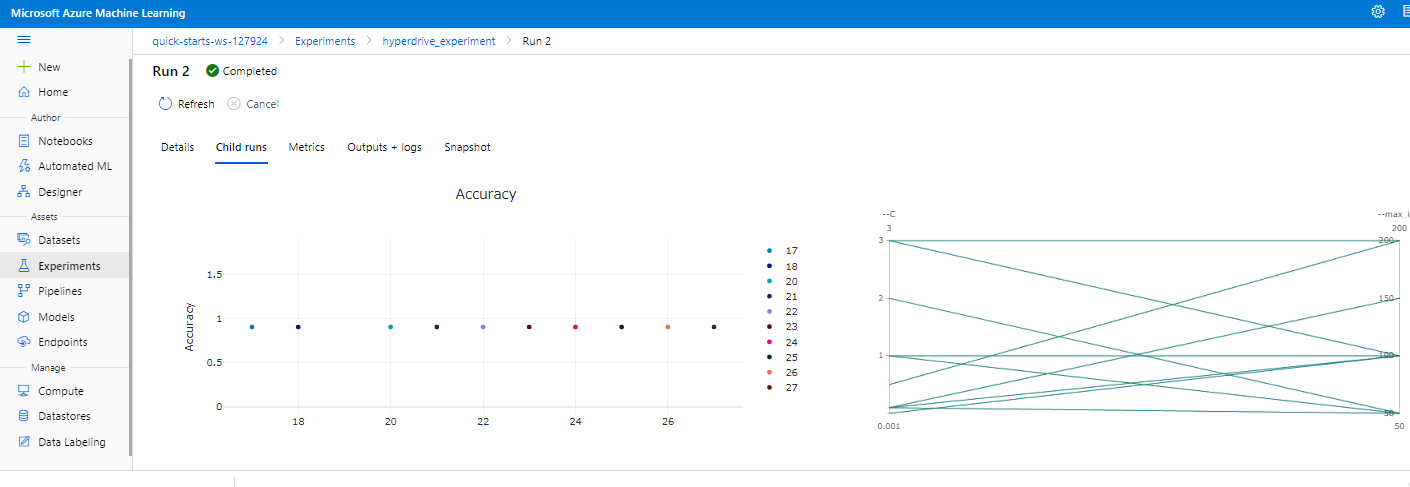 Microsoft Azure Machine Learning
quick-starts-ws-127924 > Experiments > hyperdrive_experiment > Run 2
New
Home
Author
Notebooks
Automated ML
Designer
Assets
Datasets
Experiments
Pipelines
Models
Endpoints
Manage
Compute
Datastores
Data Labeling
Run 2 Completed
Refresh Cancel
Details Child runs Metrics Outputs + logs Snapshot
Accuracy
Accuracy
1.5
1
0.5
0
18 20 22 24 26
17
18
20
21
22
23
24
25
26
27
--C --max_i
3 200
3 200
2 150
1 100
50
0.001 50